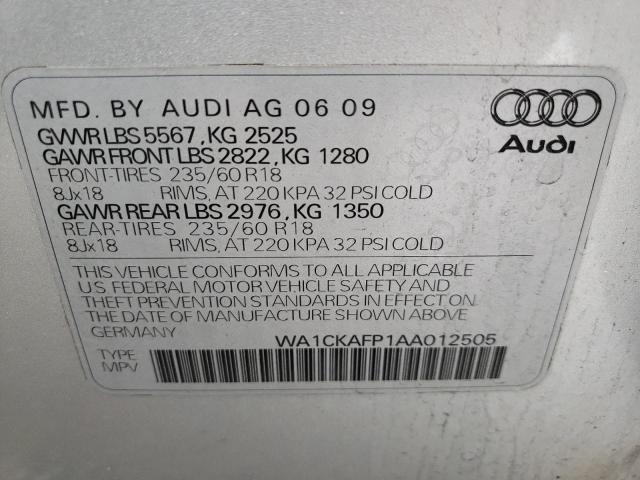 MFD. BY AUDI AG 06 09
GVWR LBS 5567, KG 2525
GAWR FRONT LBS 2822, KG 1280
FRONT-TIRES 235/60 R18
8Jx18 RIMS, AT 220 KPA 32 PSI COLD
GAWR REAR LBS 2976, KG 1350
REAR-TIRES 235/60 R18
8Jx18 RIMS, AT 220 KPA 32 PSI COLD
THIS VEHICLE CONFORMS TO ALL APPLICABLE
U.S. FEDERAL MOTOR VEHICLE SAFETY AND
THEFT PREVENTION STANDARDS IN EFFECT ON
THE DATE OF MANUFACTURE SHOWN ABOVE
GERMANY WA1CKAFP1AA012505
TYPE
MPV
Audi